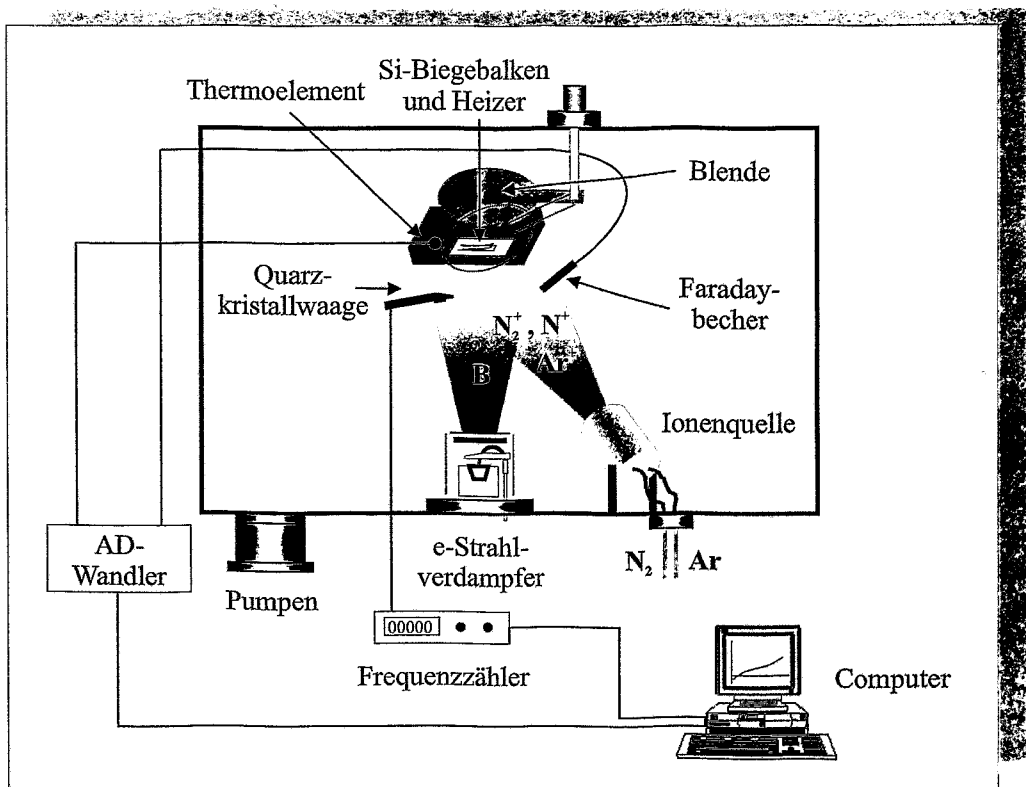 Si-Biegebalken
und Heizer
Thermoelement
Blende
Quarz-
kristallwaage
Faraday-
becher
N₂⁺, N⁺
Ar
B
Ionenquelle
AD-
Wandler
Pumpen
e-Strahl-
verdampfer
N₂ Ar
00000
Frequenzzähler
Computer